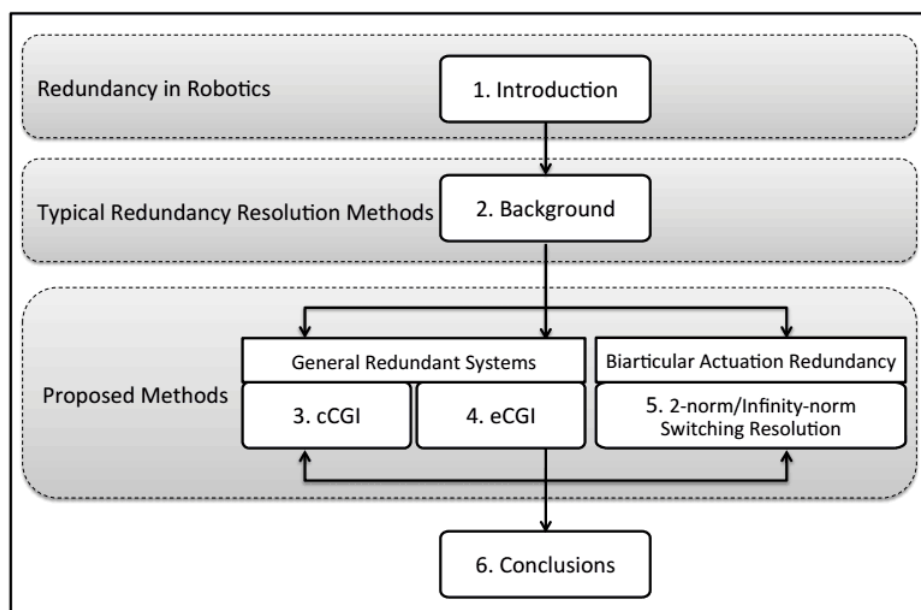 Redundancy in Robotics
1. Introduction
Typical Redundancy Resolution Methods
2. Background
Proposed Methods
General Redundant Systems
Biarticular Actuation Redundancy
3. cCGI
4. eCGI
5. 2-norm/Infinity-norm
Switching Resolution
6. Conclusions